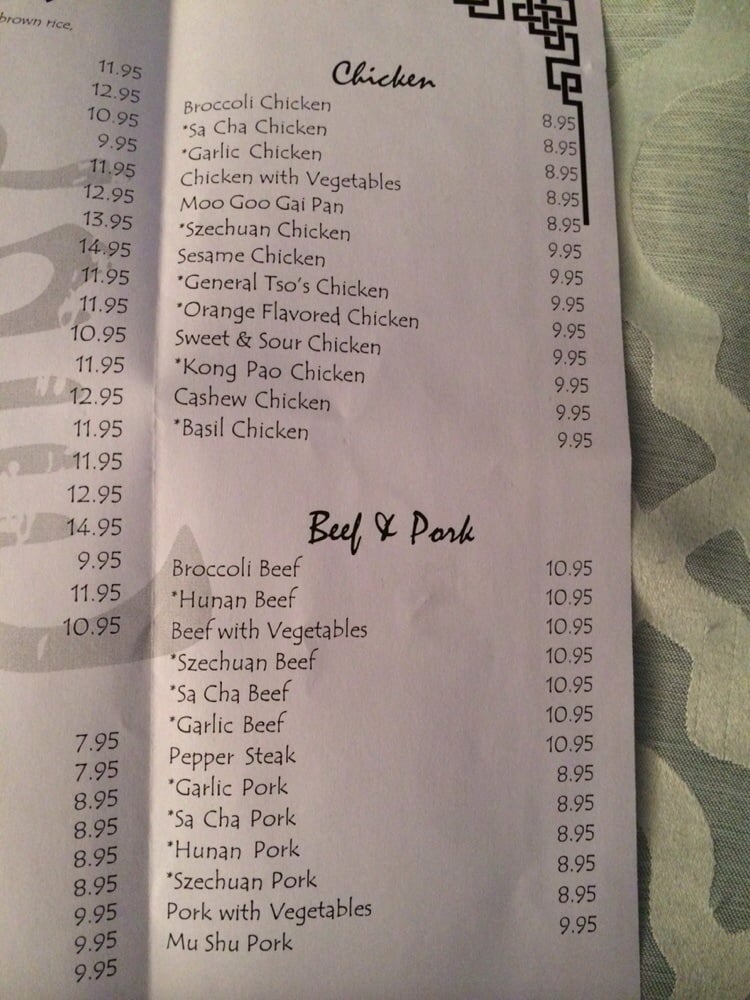 brown rice,
11.95
12.95
10.95
9.95
11.95
12.95
13.95
14.95
11.95
11.95
10.95
11.95
12.95
11.95
11.95
12.95
14.95
9.95
11.95
10.95
7.95
7.95
8.95
8.95
8.95
8.95
9.95
9.95
9.95
Chicken
Broccoli Chicken 8.95
*Sa Cha Chicken 8.95
*Garlic Chicken 8.95
Chicken with Vegetables 8.95
Moo Goo Gai Pan 8.95
*Szechuan Chicken 9.95
Sesame Chicken 9.95
*General Tso's Chicken 9.95
*Orange Flavored Chicken 9.95
Sweet & Sour Chicken 9.95
*Kong Pao Chicken 9.95
Cashew Chicken 9.95
*Basil Chicken 9.95
Beef & Pork
Broccoli Beef 10.95
*Hunan Beef 10.95
Beef with Vegetables 10.95
*Szechuan Beef 10.95
*Sa Cha Beef 10.95
*Garlic Beef 10.95
Pepper Steak 10.95
*Garlic Pork 8.95
*Sa Cha Pork 8.95
*Hunan Pork 8.95
*Szechuan Pork 8.95
Pork with Vegetables 8.95
Mu Shu Pork 9.95